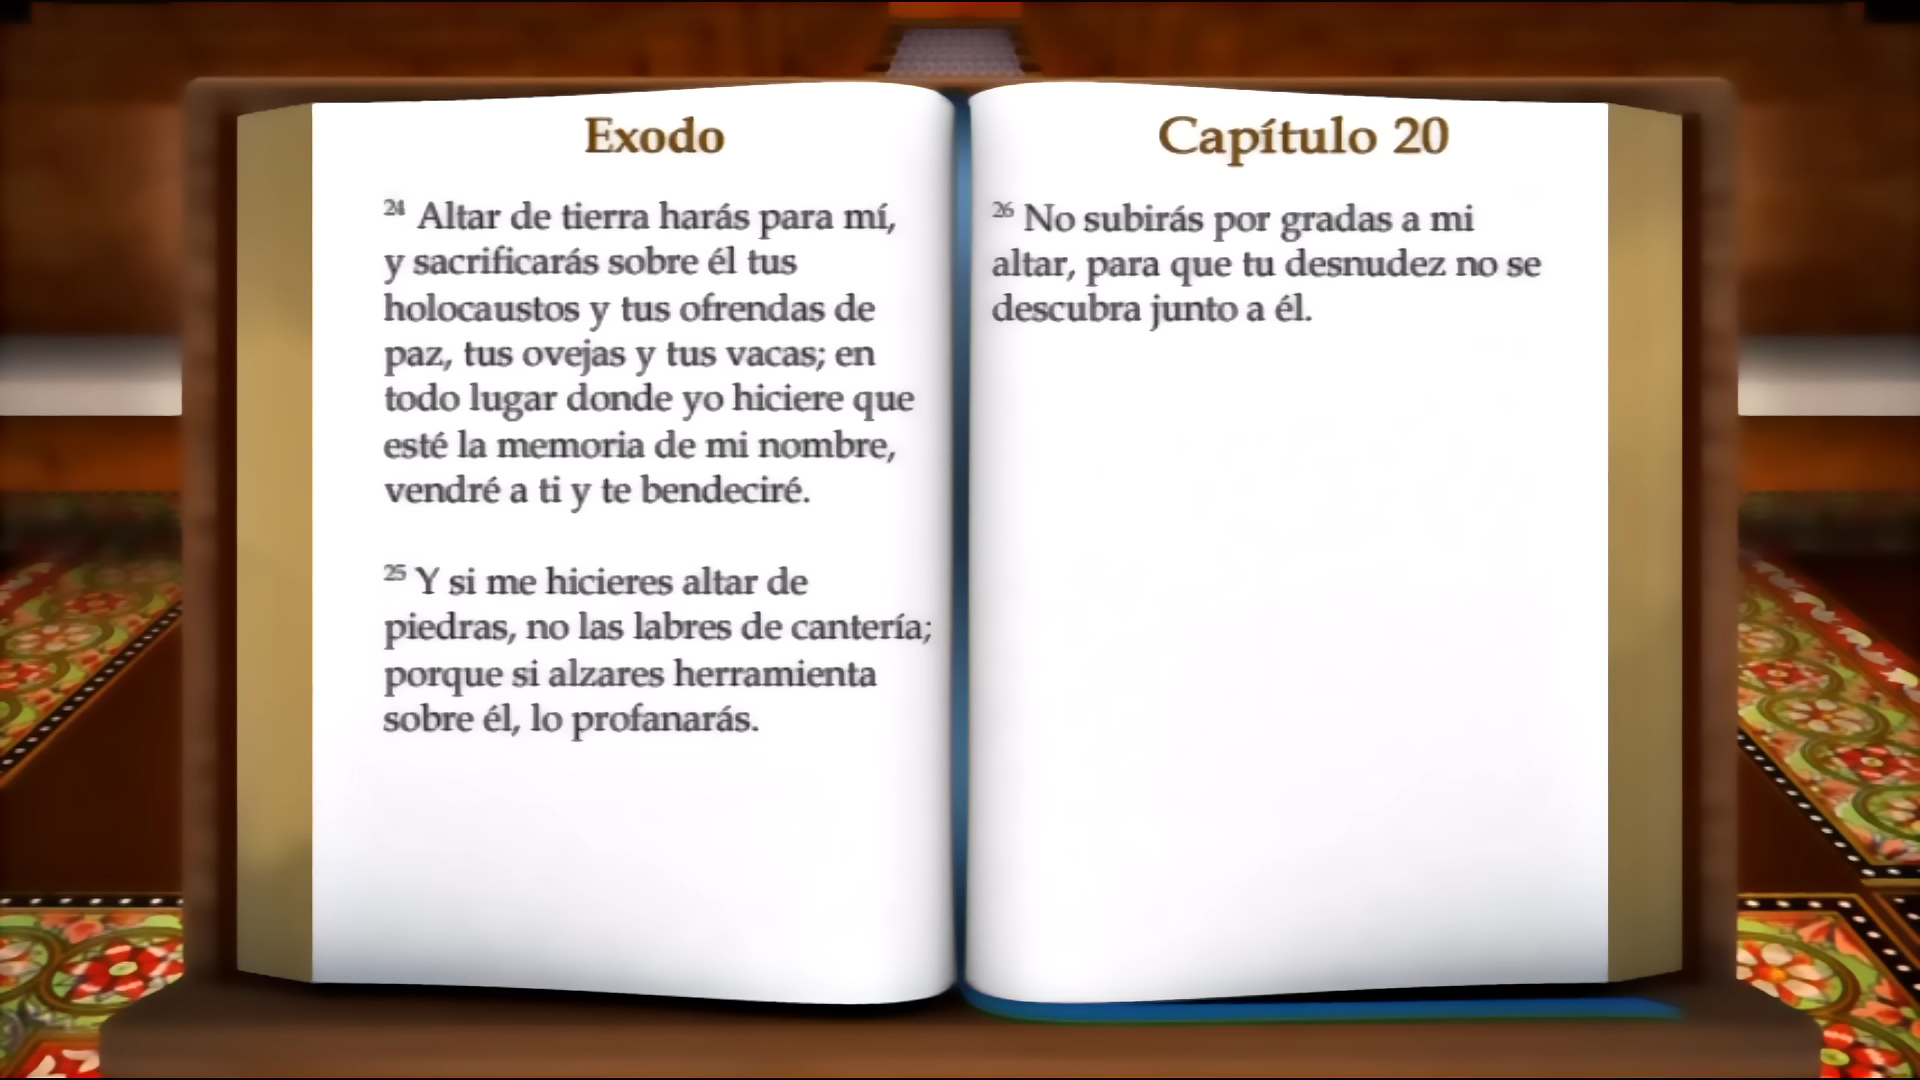 Exodo
24 Altar de tierra harás para mí,
y sacrificarás sobre él tus
holocaustos y tus ofrendas de
paz, tus ovejas y tus vacas; en
todo lugar donde yo hiciere que
esté la memoria de mi nombre,
vendré a ti y te bendeciré.
25 Y si me hicieres altar de
piedras, no las labres de cantería;
porque si alzares herramienta
sobre él, lo profanarás.
Capítulo 20
26 No subirás por gradas a mi
altar, para que tu desnudez no se
descubra junto a él.